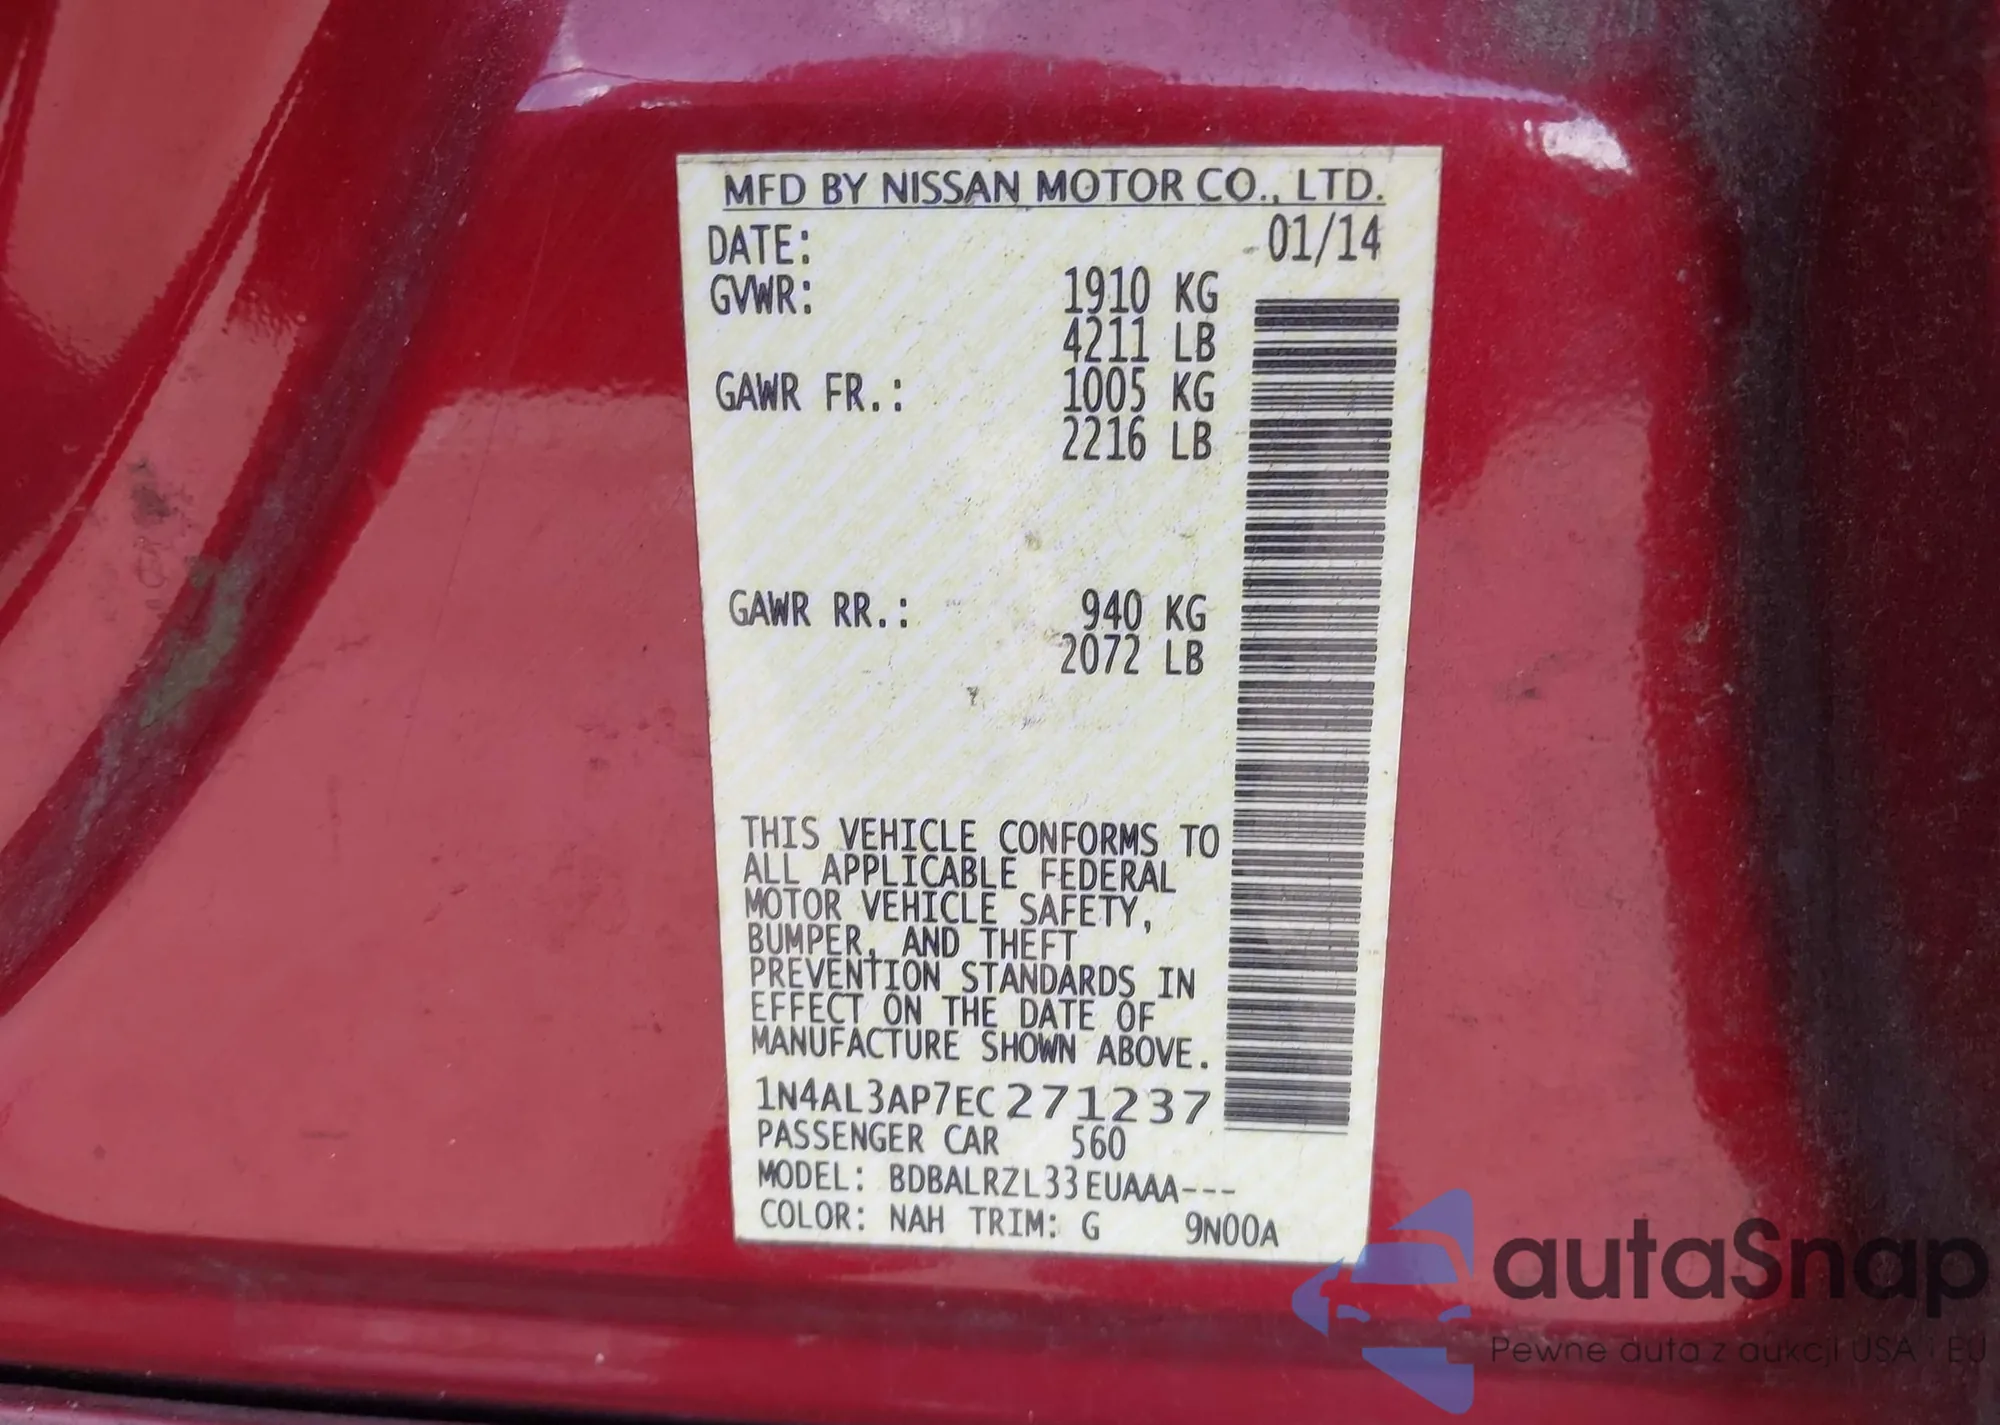 MFD BY NISSAN MOTOR CO., LTD.
DATE: 01/14
GVWR: 1910 KG
4211 LB
GAWR FR.: 1005 KG
2216 LB
GAWR RR.: 940 KG
2072 LB
THIS VEHICLE CONFORMS TO
ALL APPLICABLE FEDERAL
MOTOR VEHICLE SAFETY,
BUMPER, AND THEFT
PREVENTION STANDARDS IN
EFFECT ON THE DATE OF
MANUFACTURE SHOWN ABOVE.
1N4AL3AP7EC271237
PASSENGER CAR 560
MODEL: BDBALRZL33EUAAA---
COLOR: NAH TRIM: G 9N00A
autaSnap
Pewne auta z aukcji USA i EU